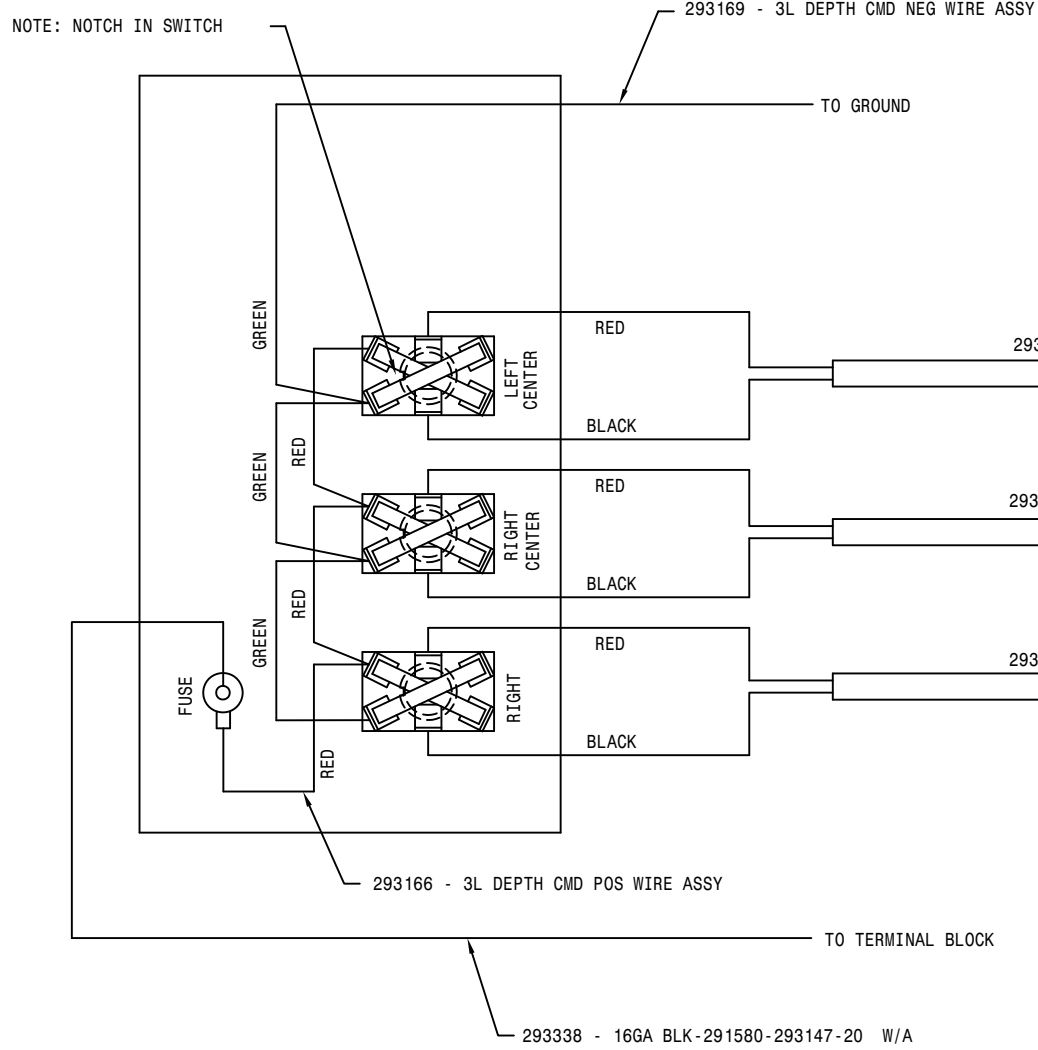 293169 - 3L DEPTH CMD NEG WIRE ASSY
NOTE: NOTCH IN SWITCH
TO GROUND
GREEN
RED
LEFT
CENTER
293
BLACK
GREEN
RED
RED
RIGHT
CENTER
293
BLACK
GREEN
RED
RED
RIGHT
293
FUSE
BLACK
RED
293166 - 3L DEPTH CMD POS WIRE ASSY
TO TERMINAL BLOCK
293338 - 16GA BLK-291580-293147-20 W/A